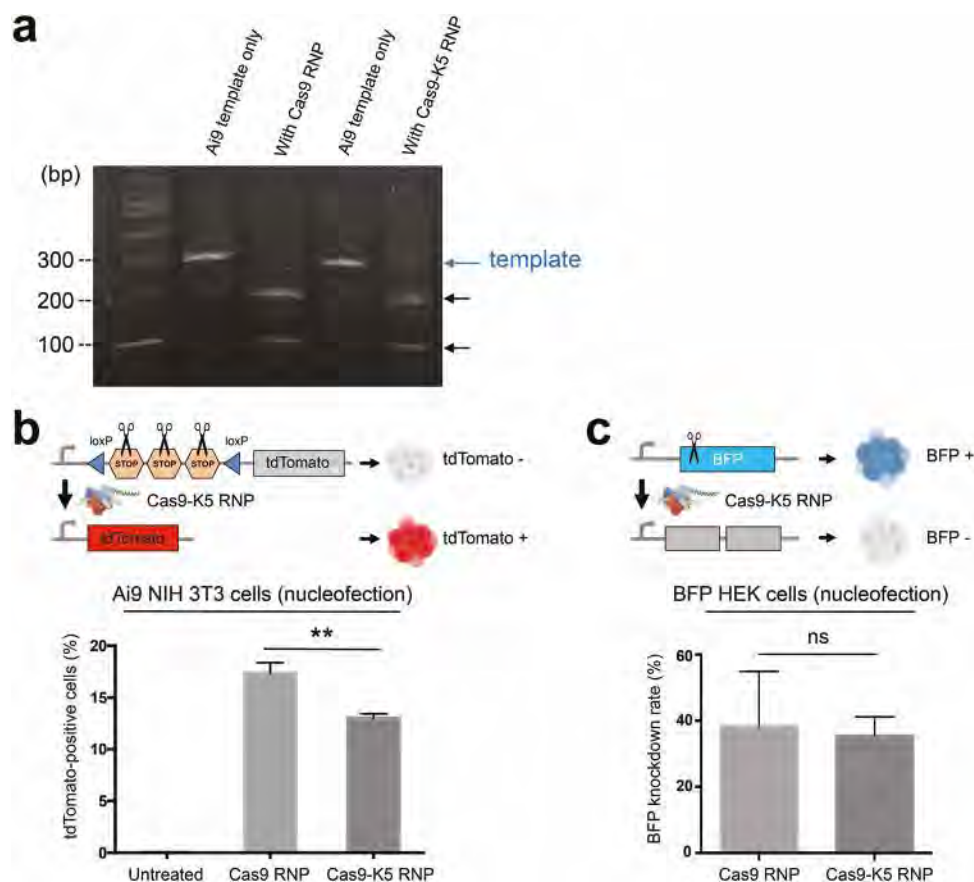 a
Ai9 template only
With Cas9 RNP
Ai9 template only
With Cas9-K5 RNP
(bp)
300 --
200 --
100 --
template
b
loxP
loxP
STOP
STOP
STOP
tdTomato
tdTomato -
Cas9-K5 RNP
tdTomato
tdTomato +
Ai9 NIH 3T3 cells (nucleofection)
tdTomato-positive cells (%)
20
15
10
5
0
**
Untreated
Cas9 RNP
Cas9-K5 RNP
c
BFP
BFP +
Cas9-K5 RNP
BFP -
BFP HEK cells (nucleofection)
BFP knockdown rate (%)
60
40
20
0
ns
Cas9 RNP
Cas9-K5 RNP